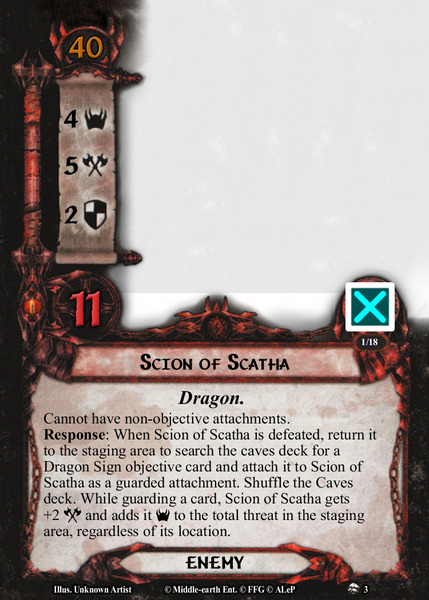 40
4
5
2
11
1/18
Scion of Scatha
Dragon.
Cannot have non-objective attachments.
Response: When Scion of Scatha is defeated, return it
to the staging area to search the caves deck for a
Dragon Sign objective card and attach it to Scion of
Scatha as a guarded attachment. Shuffle the Caves
deck. While guarding a card, Scion of Scatha gets
+2 and adds its to the total threat in the staging
area, regardless of its location.
ENEMY
Illus. Unknown Artist © Middle-earth Ent. © FFG © ALeP 3